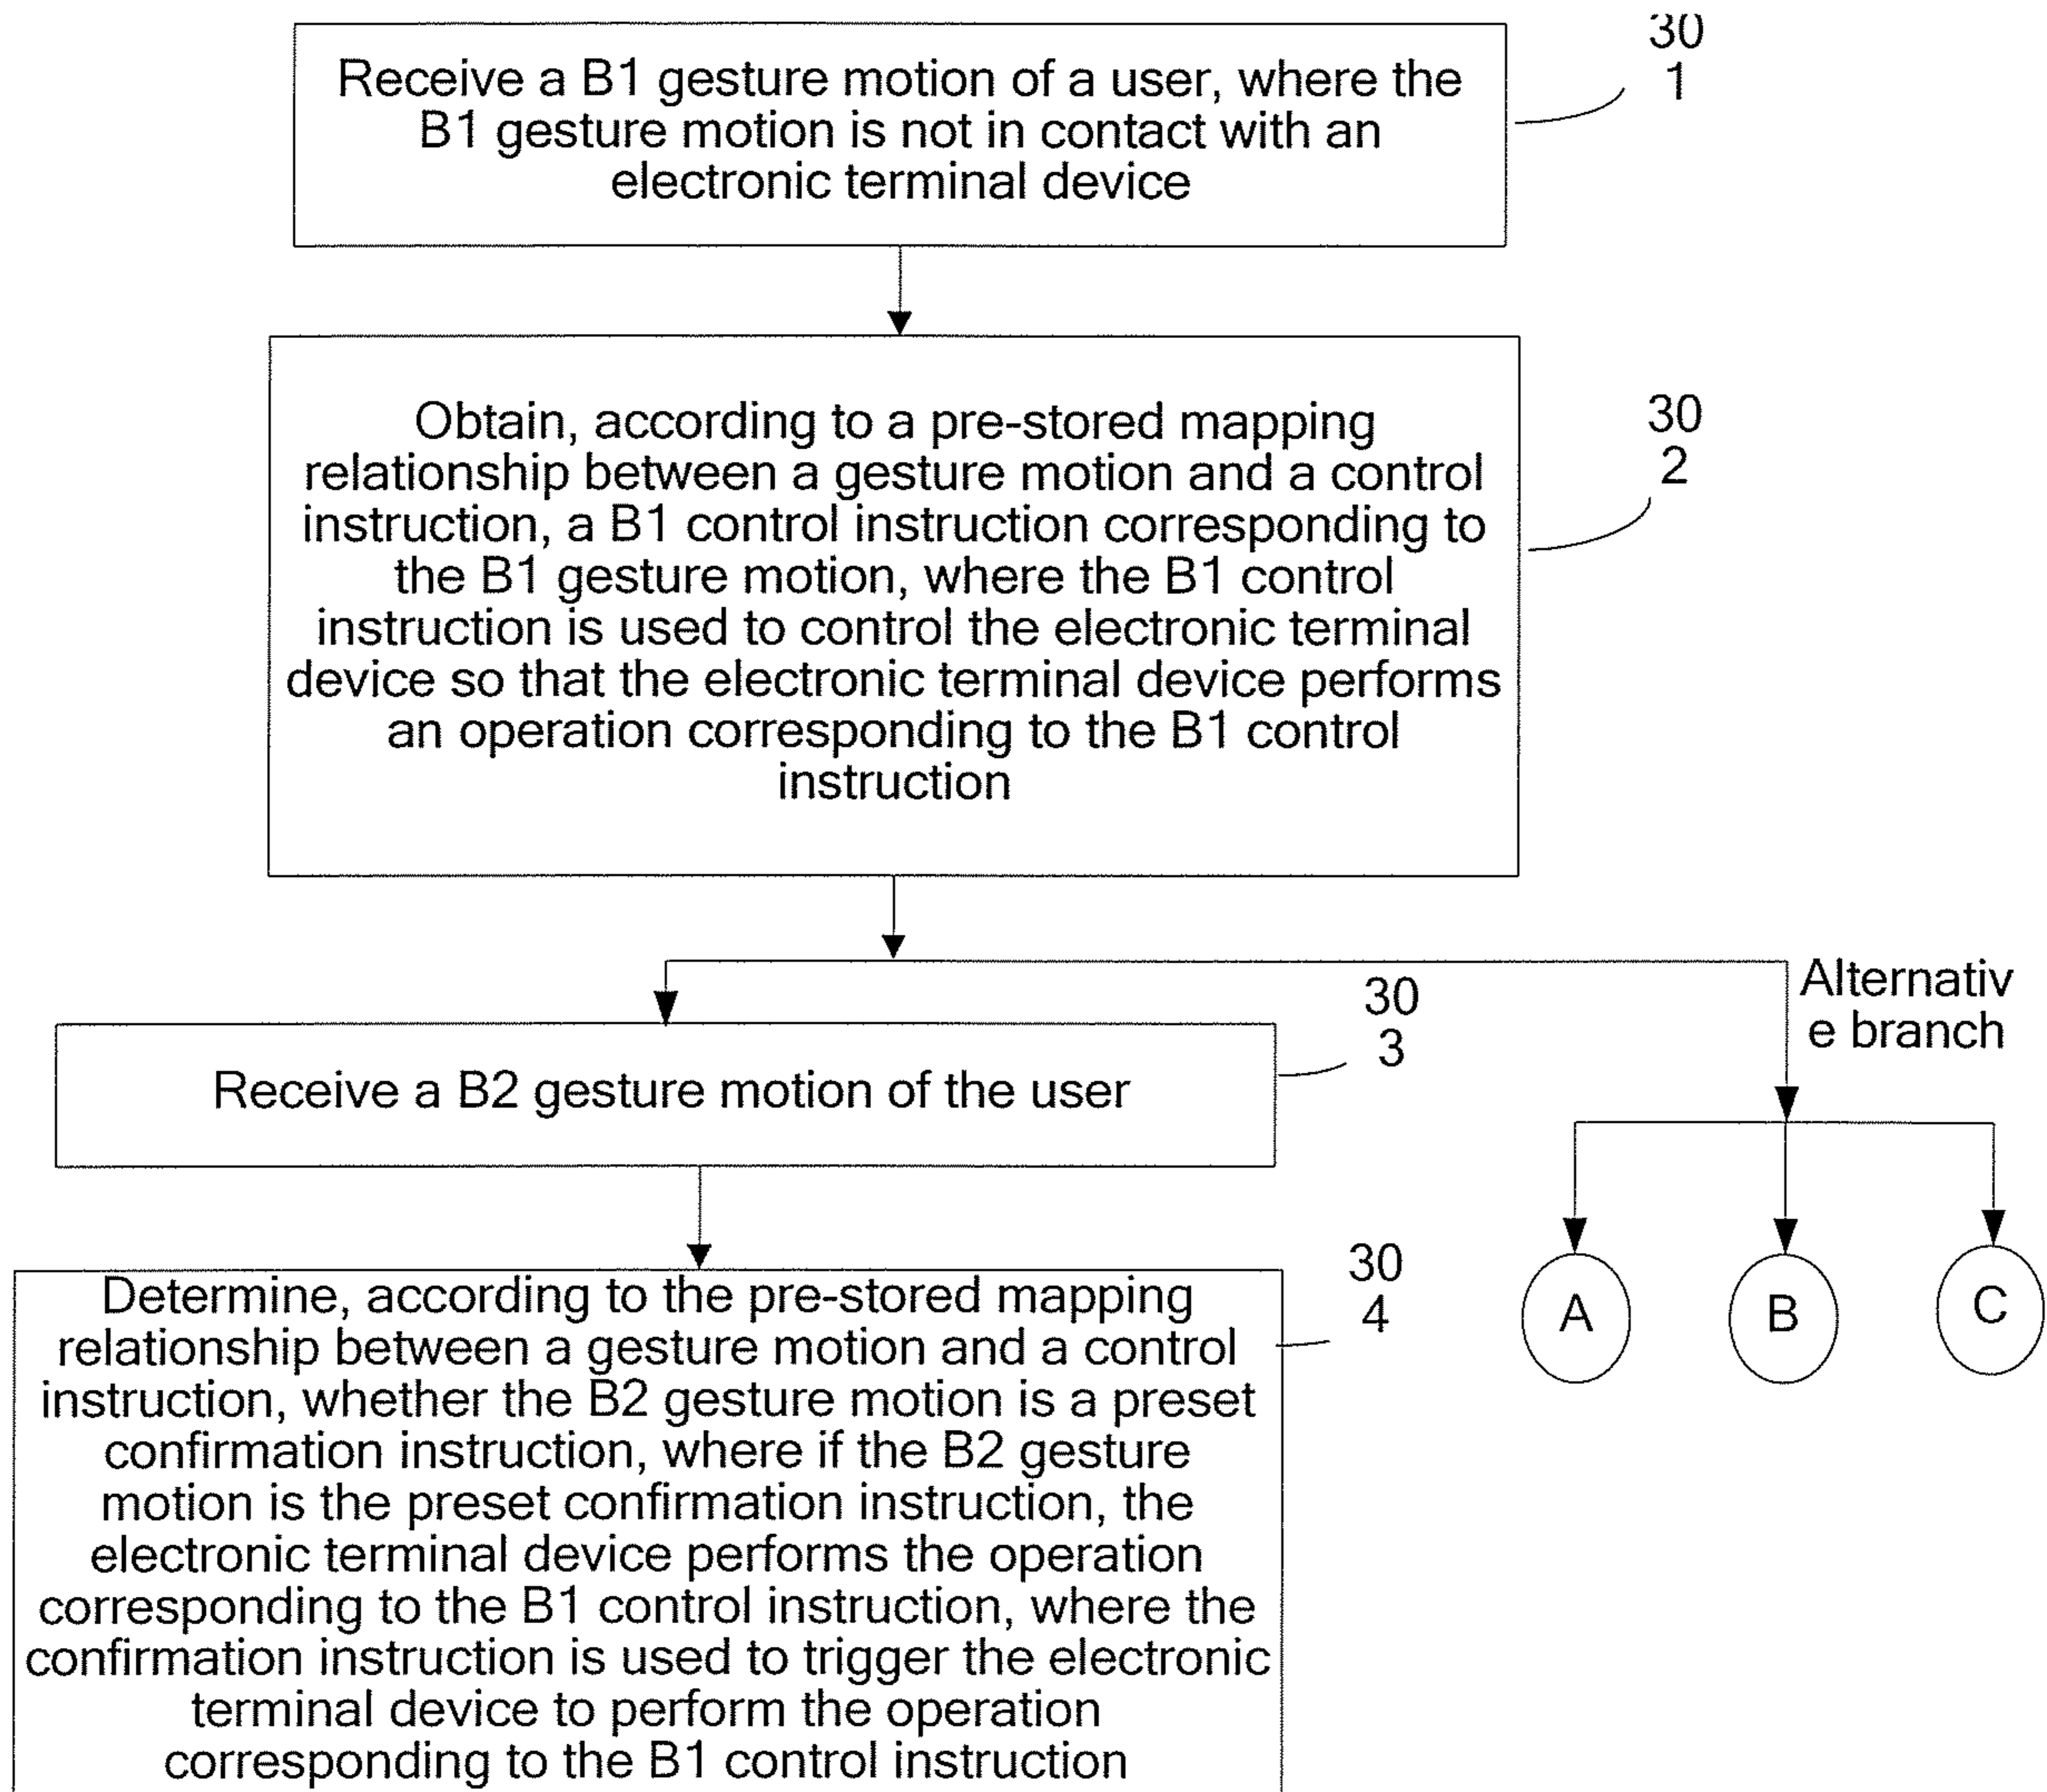 30
1
Receive a B1 gesture motion of a user, where the
B1 gesture motion is not in contact with an
electronic terminal device
30
2
Obtain, according to a pre-stored mapping
relationship between a gesture motion and a control
instruction, a B1 control instruction corresponding to
the B1 gesture motion, where the B1 control
instruction is used to control the electronic terminal
device so that the electronic terminal device performs
an operation corresponding to the B1 control
instruction
Alternativ
e branch
30
3
Receive a B2 gesture motion of the user
30
4
Determine, according to the pre-stored mapping
relationship between a gesture motion and a control
instruction, whether the B2 gesture motion is a preset
confirmation instruction, where if the B2 gesture
motion is the preset confirmation instruction, the
electronic terminal device performs the operation
corresponding to the B1 control instruction, where the
confirmation instruction is used to trigger the electronic
terminal device to perform the operation
corresponding to the B1 control instruction
A
B
C